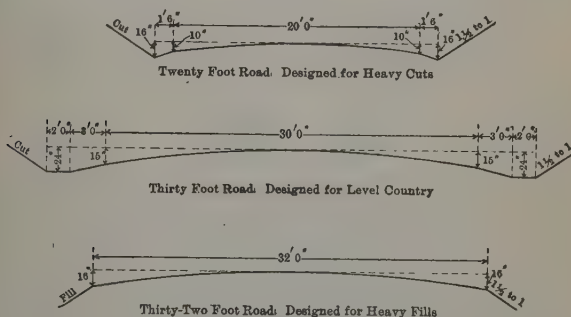 Cut 1'6" 20'0" 1'6"
16" 10" 10" 16" 1½ to 1
Twenty Foot Road. Designed for Heavy Cuts
Cut 2'0" 3'0" 30'0" 3'0" 2'0"
24" 15" 15" 24" 1½ to 1
Thirty Foot Road. Designed for Level Country
32'0"
16" 16"
Fill 1½ to 1
Thirty-Two Foot Road. Designed for Heavy Fills